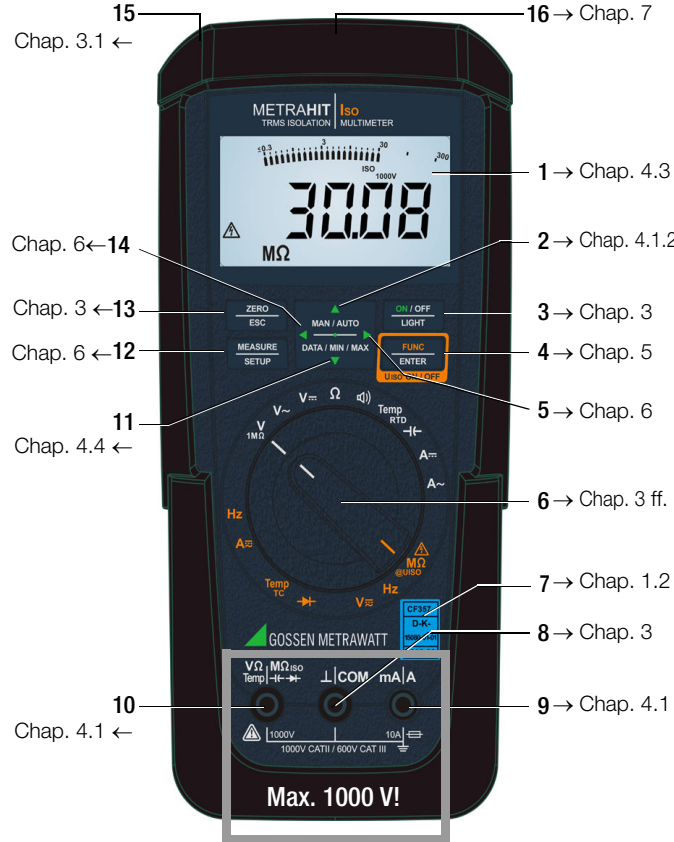 15
16 → Chap. 7
Chap. 3.1 ←
METRAHIT Iso
TRMS ISOLATION MULTIMETER
≤0.3 3 30 300
ISO 1000V
1 → Chap. 4.3
30.08
MΩ
2 → Chap. 4.1.2
Chap. 6 ← 14
Chap. 3 ← 13
ZERO
ESC
MAN / AUTO
ON / OFF
LIGHT
3 → Chap. 3
Chap. 6 ← 12
MEASURE
SETUP
DATA / MIN / MAX
FUNC
ENTER
UISO ON / OFF
4 → Chap. 5
5 → Chap. 6
11
Chap. 4.4 ←
V
1MΩ
V~
V⎓
Ω
Temp
RTD
A⎓
A~
6 → Chap. 3 ff.
Hz
A
Temp
TC
V
Hz
MΩ
@UISO
7 → Chap. 1.2
CF357
D-K-
8 → Chap. 3
GOSSEN METRAWATT
VΩ MΩISO
Temp
⊥ COM
mA A
10
9 → Chap. 4.1
Chap. 4.1 ←
1000V
10A
1000V CATII / 600V CAT III
Max. 1000 V!